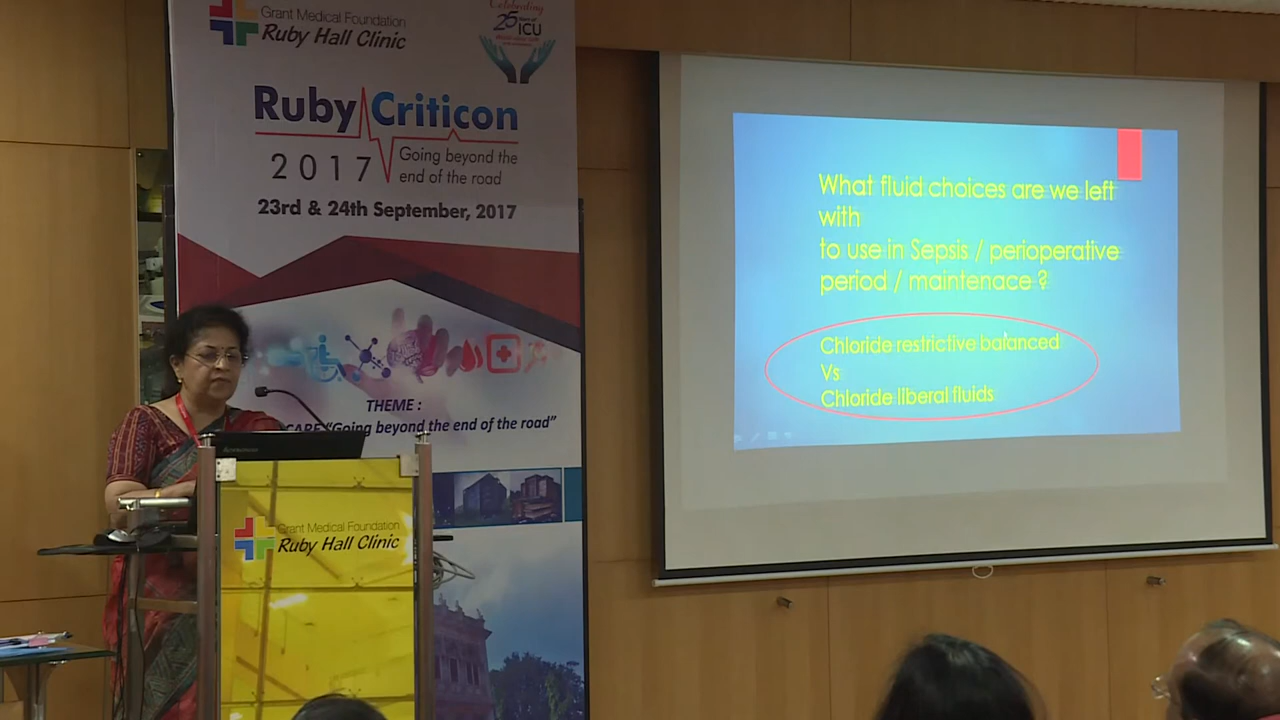 Grant Medical Foundation
Ruby Hall Clinic
Celebrating
25 Years of
ICU
Ruby Criticon
2017
Going beyond the
end of the road
23rd & 24th September, 2017
THEME :
CARE "Going beyond the end of the road"
Grant Medical Foundation
Ruby Hall Clinic
What fluid choices are we left
with
to use in Sepsis / perioperative
period / maintenace ?
Chloride restrictive balanced
Vs
Chloride liberal fluids